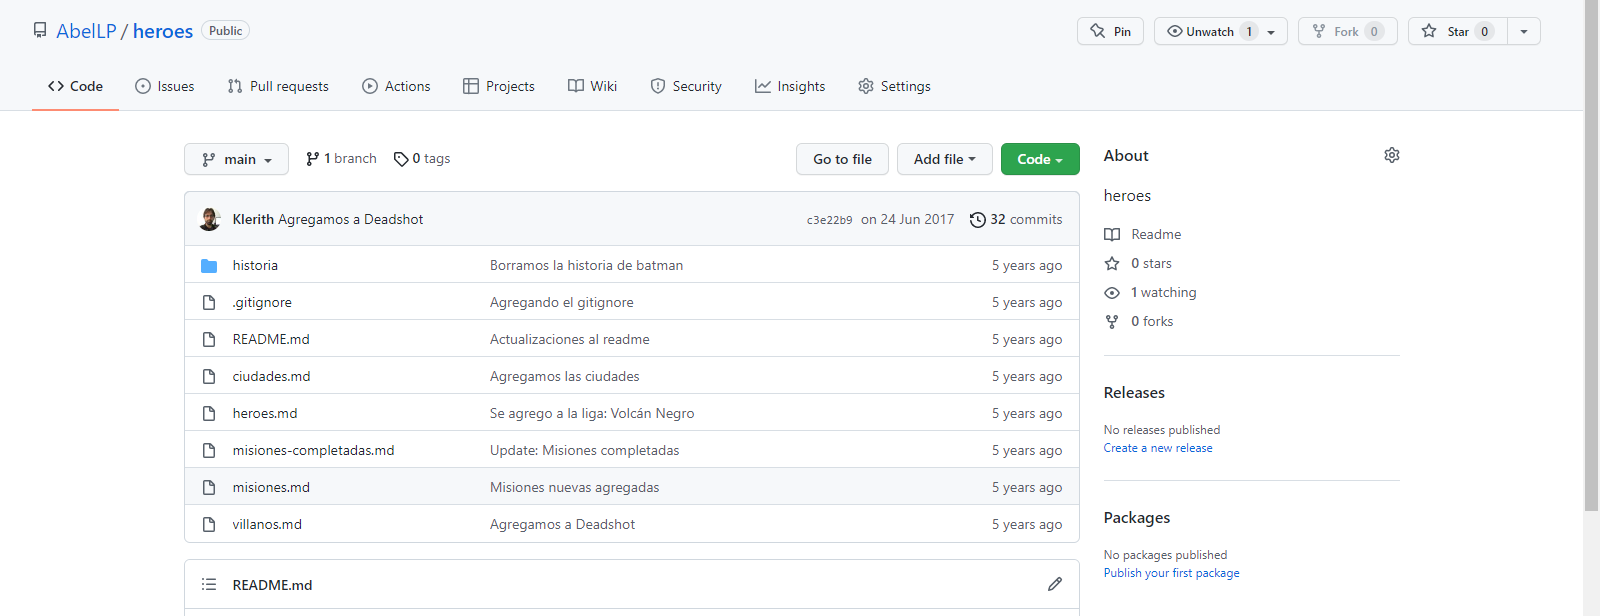 AbelLP / heroes Public
Pin Unwatch 1 Fork 0 Star 0
Code Issues Pull requests Actions Projects Wiki Security Insights Settings
main 1 branch 0 tags Go to file Add file Code
Klerith Agregamos a Deadshot c3e22b9 on 24 Jun 2017 32 commits
historia Borramos la historia de batman 5 years ago
.gitignore Agregando el gitignore 5 years ago
README.md Actualizaciones al readme 5 years ago
ciudades.md Agregamos las ciudades 5 years ago
heroes.md Se agrego a la liga: Volcán Negro 5 years ago
misiones-completadas.md Update: Misiones completadas 5 years ago
misiones.md Misiones nuevas agregadas 5 years ago
villanos.md Agregamos a Deadshot 5 years ago
README.md
About
heroes
Readme
0 stars
1 watching
0 forks
Releases
No releases published
Create a new release
Packages
No packages published
Publish your first package